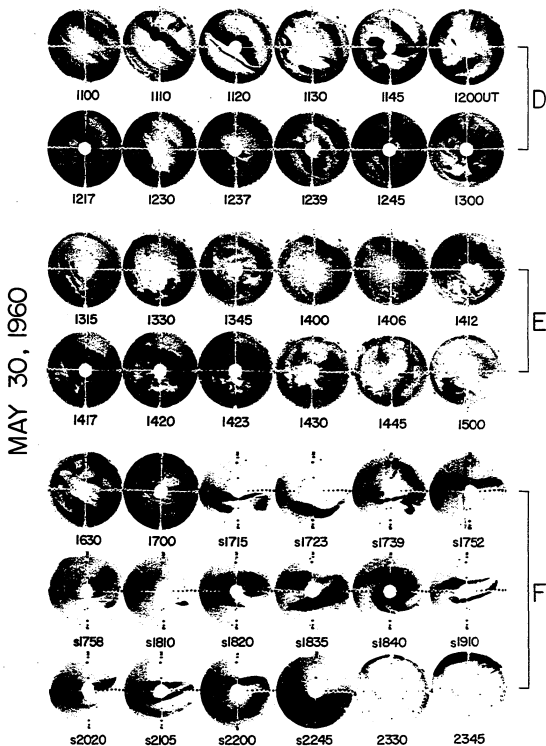 1100 1110 1120 1130 1145 1200UT
D
1217 1230 1237 1239 1245 1300
MAY 30, 1960
1315 1330 1345 1400 1406 1412
E
1417 1420 1423 1430 1445 1500
1630 1700 s1715 s1723 s1739 s1752
s1758 s1810 s1820 s1835 s1840 s1910
F
s2020 s2105 s2200 s2245 2330 2345